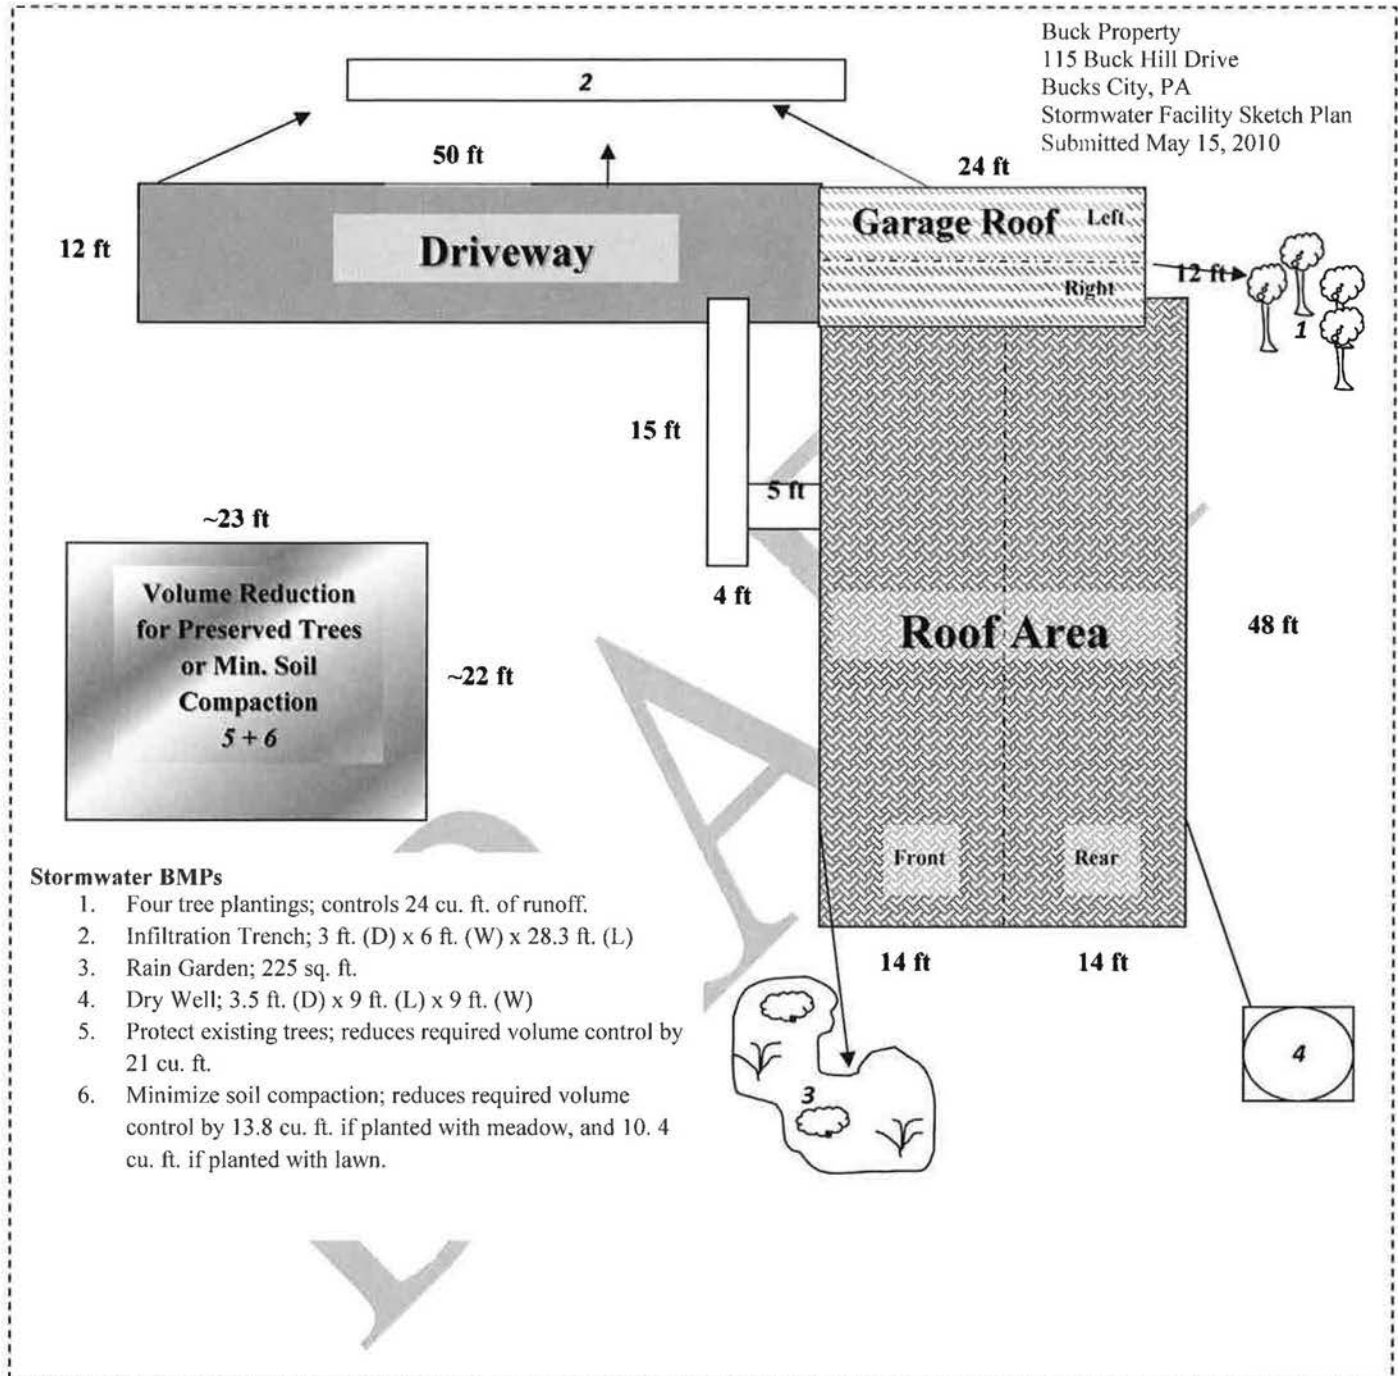 Buck Property
115 Buck Hill Drive
Bucks City, PA
Stormwater Facility Sketch Plan
Submitted May 15, 2010
2
50 ft
24 ft
12 ft
Driveway
Garage Roof
Left
Right
12 ft
1
15 ft
5 ft
4 ft
~23 ft
Volume Reduction
for Preserved Trees
or Min. Soil
Compaction
5 + 6
~22 ft
Roof Area
48 ft
Front
Rear
14 ft
14 ft
3
4
Stormwater BMPs
1. Four tree plantings; controls 24 cu. ft. of runoff.
2. Infiltration Trench; 3 ft. (D) x 6 ft. (W) x 28.3 ft. (L)
3. Rain Garden; 225 sq. ft.
4. Dry Well; 3.5 ft. (D) x 9 ft. (L) x 9 ft. (W)
5. Protect existing trees; reduces required volume control by
21 cu. ft.
6. Minimize soil compaction; reduces required volume
control by 13.8 cu. ft. if planted with meadow, and 10. 4
cu. ft. if planted with lawn.